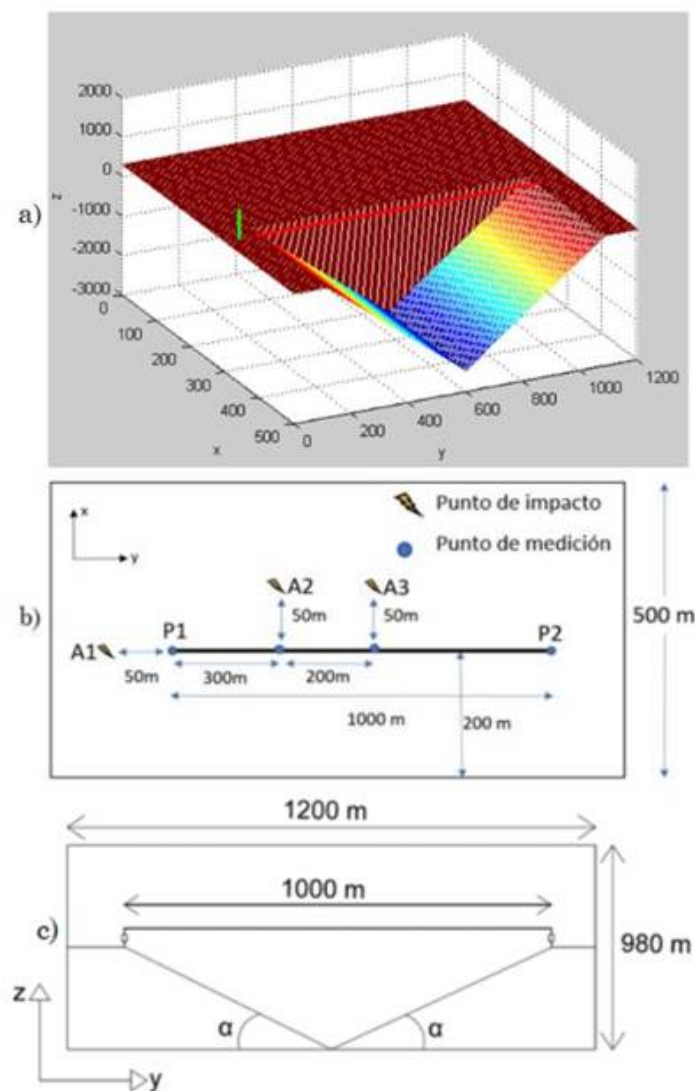 a)
2000
1000
0
-1000
-2000
-3000
z
0
100
200
300
400
500
x
0
200
400
600
800
1000
1200
y
b)
x
y
Punto de impacto
Punto de medición
A2
A3
50m
50m
500 m
P1
P2
A1
50m
300m
200m
1000 m
200 m
c)
1200 m
1000 m
980 m
z
α
α
y